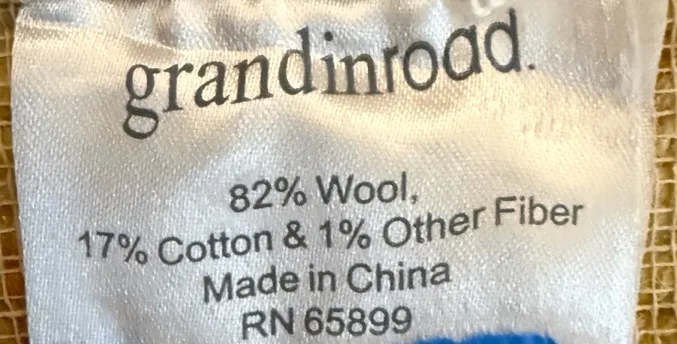 grandinroad.
82% Wool,
17% Cotton & 1% Other Fiber
Made in China
RN 65899